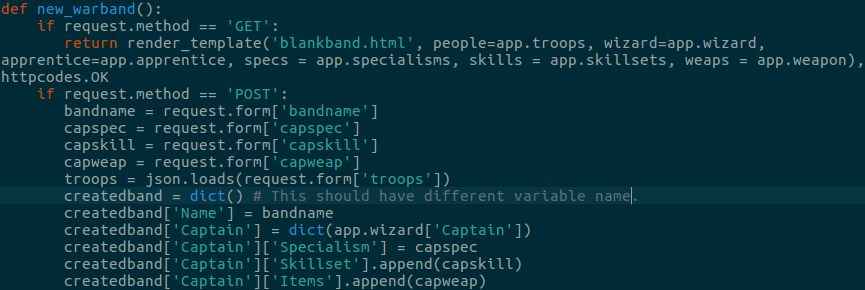 def new_warband():
    if request.method == 'GET':
        return render_template('blankband.html', people=app.troops, wizard=app.wizard,
apprentice=app.apprentice, specs = app.specialisms, skills = app.skillsets, weaps = app.weapon),
httpcodes.OK
    if request.method == 'POST':
        bandname = request.form['bandname']
        capspec = request.form['capspec']
        capskill = request.form['capskill']
        capweap = request.form['capweap']
        troops = json.loads(request.form['troops'])
        createdband = dict() # This should have different variable name.
        createdband['Name'] = bandname
        createdband['Captain'] = dict(app.wizard['Captain'])
        createdband['Captain']['Specialism'] = capspec
        createdband['Captain']['Skillset'].append(capskill)
        createdband['Captain']['Items'].append(capweap)